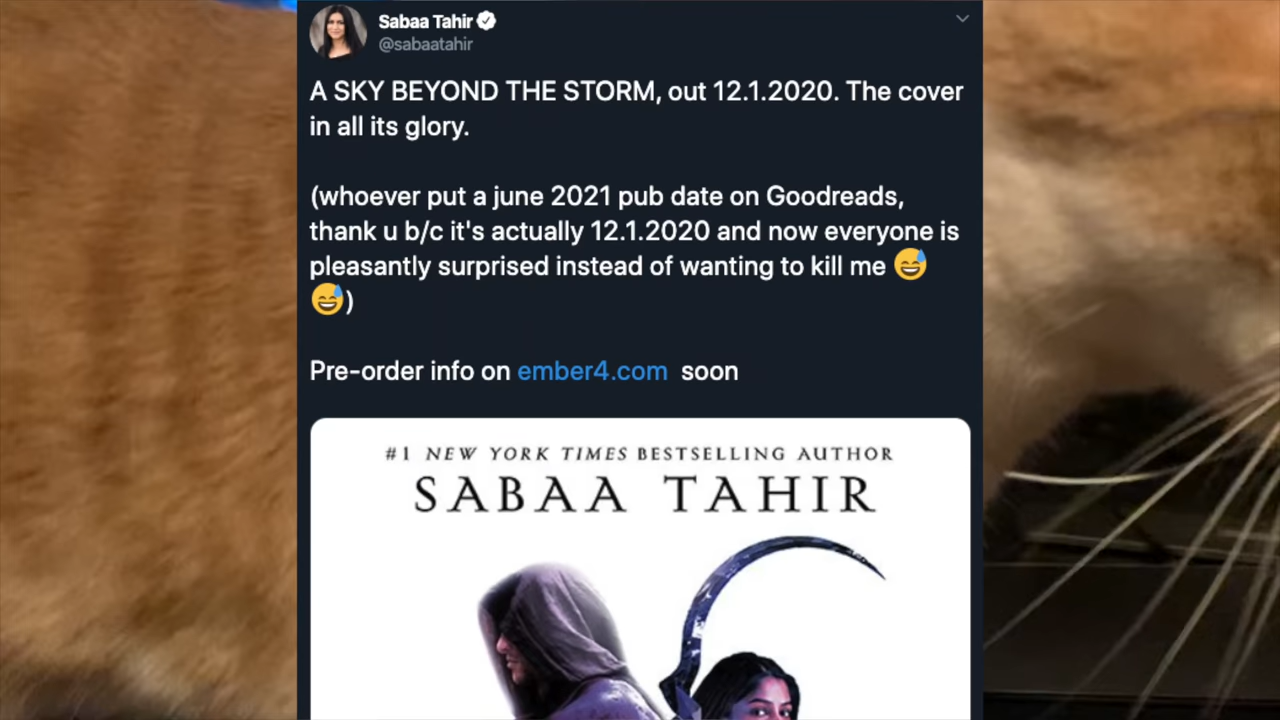 Sabaa Tahir
@sabaatahir
A SKY BEYOND THE STORM, out 12.1.2020. The cover
in all its glory.
(whoever put a june 2021 pub date on Goodreads,
thank u b/c it's actually 12.1.2020 and now everyone is
pleasantly surprised instead of wanting to kill me 😅
😅)
Pre-order info on ember4.com soon
#1 NEW YORK TIMES BESTSELLING AUTHOR
SABAA TAHIR